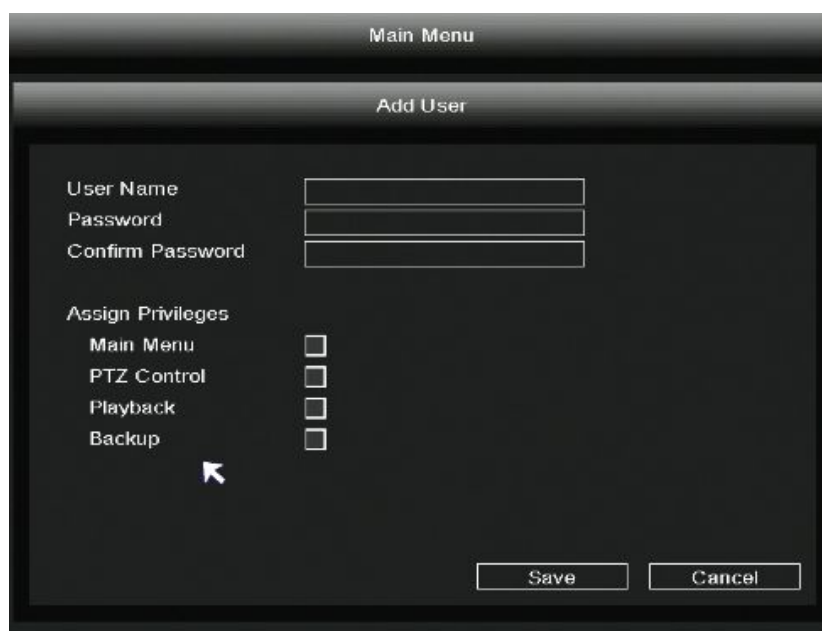 Main Menu
Add User
User Name
Password
Confirm Password
Assign Privileges
Main Menu
PTZ Control
Playback
Backup
Save Cancel